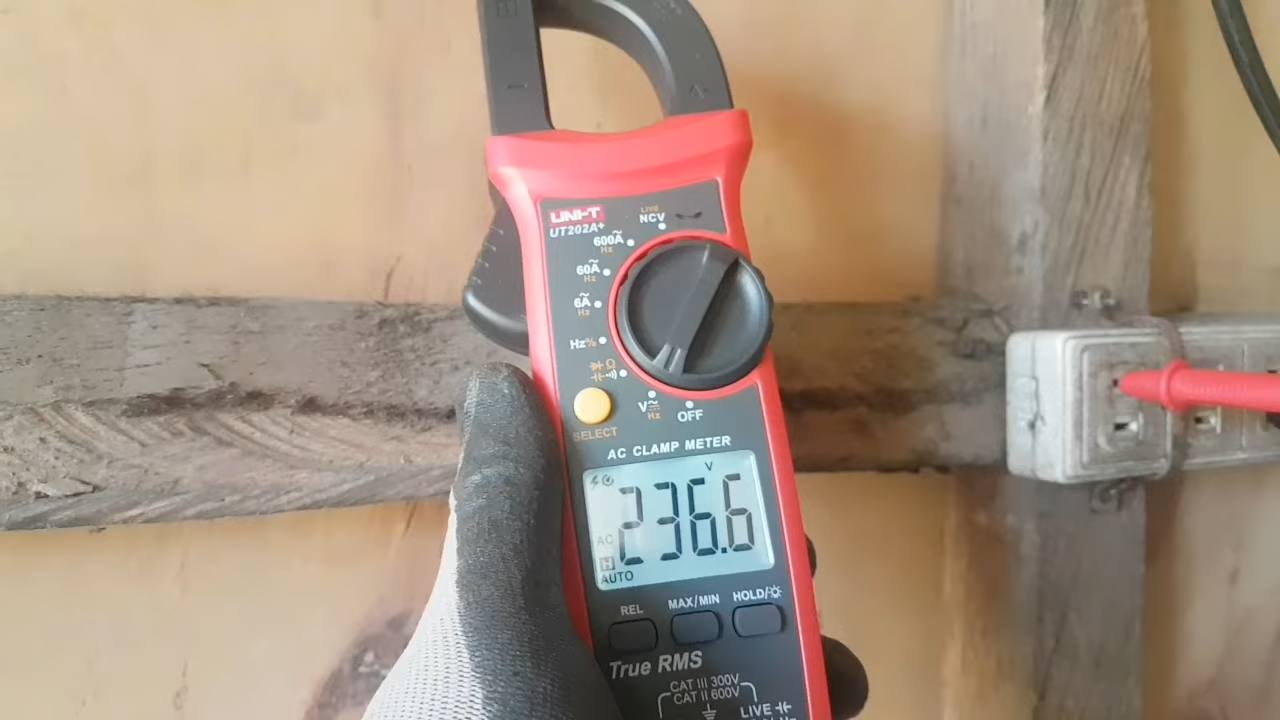 LIVE
NCV
UNI-T
UT202A+
600A
Hz
60A
Hz
6A
Hz
Hz%
Ω
V
Hz
OFF
SELECT
AC CLAMP METER
V
236.6
AC
H
AUTO
REL
MAX/MIN
HOLD/
True RMS
CAT III 300V
CAT II 600V
LIVE